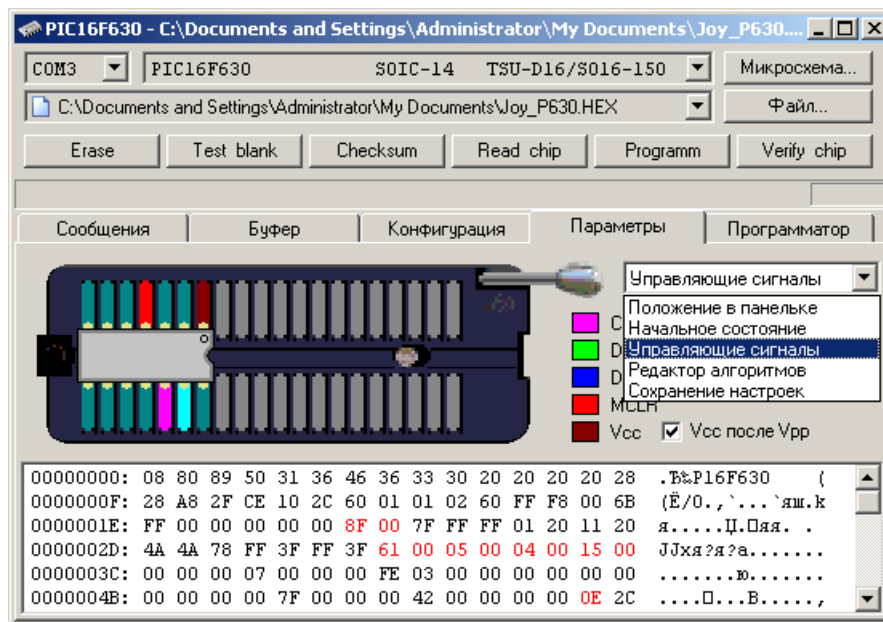 PIC16F630 - C:\Documents and Settings\Administrator\My Documents\Joy_P630....
COM3 PIC16F630 SOIC-14 TSU-D16/SO16-150 Микросхема...
C:\Documents and Settings\Administrator\My Documents\Joy_P630.HEX Файл...
Erase Test blank Checksum Read chip Programm Verify chip
Сообщения Буфер Конфигурация Параметры Программатор
Управляющие сигналы
Положение в панельке
Начальное состояние
Управляющие сигналы
Редактор алгоритмов
Сохранение настроек
C
D
D
MCLR
Vcc Vcc после Vpp
00000000: 08 80 89 50 31 36 46 36 33 30 20 20 20 20 28 .Ђ‰P16F630 (
0000000F: 28 A8 2F CE 10 2C 60 01 01 02 60 FF F8 00 6B (Ё/О.,`...`яш.k
0000001E: FF 00 00 00 00 00 8F 00 7F FF FF 01 20 11 20 я.....Џ.□яя. .
0000002D: 4A 4A 78 FF 3F FF 3F 61 00 05 00 04 00 15 00 JJxя?я?a.......
0000003C: 00 00 00 07 00 00 00 FE 03 00 00 00 00 00 00 .......ю.......
0000004B: 00 00 00 00 7F 00 00 00 42 00 00 00 00 0E 2C ....□...B.....,